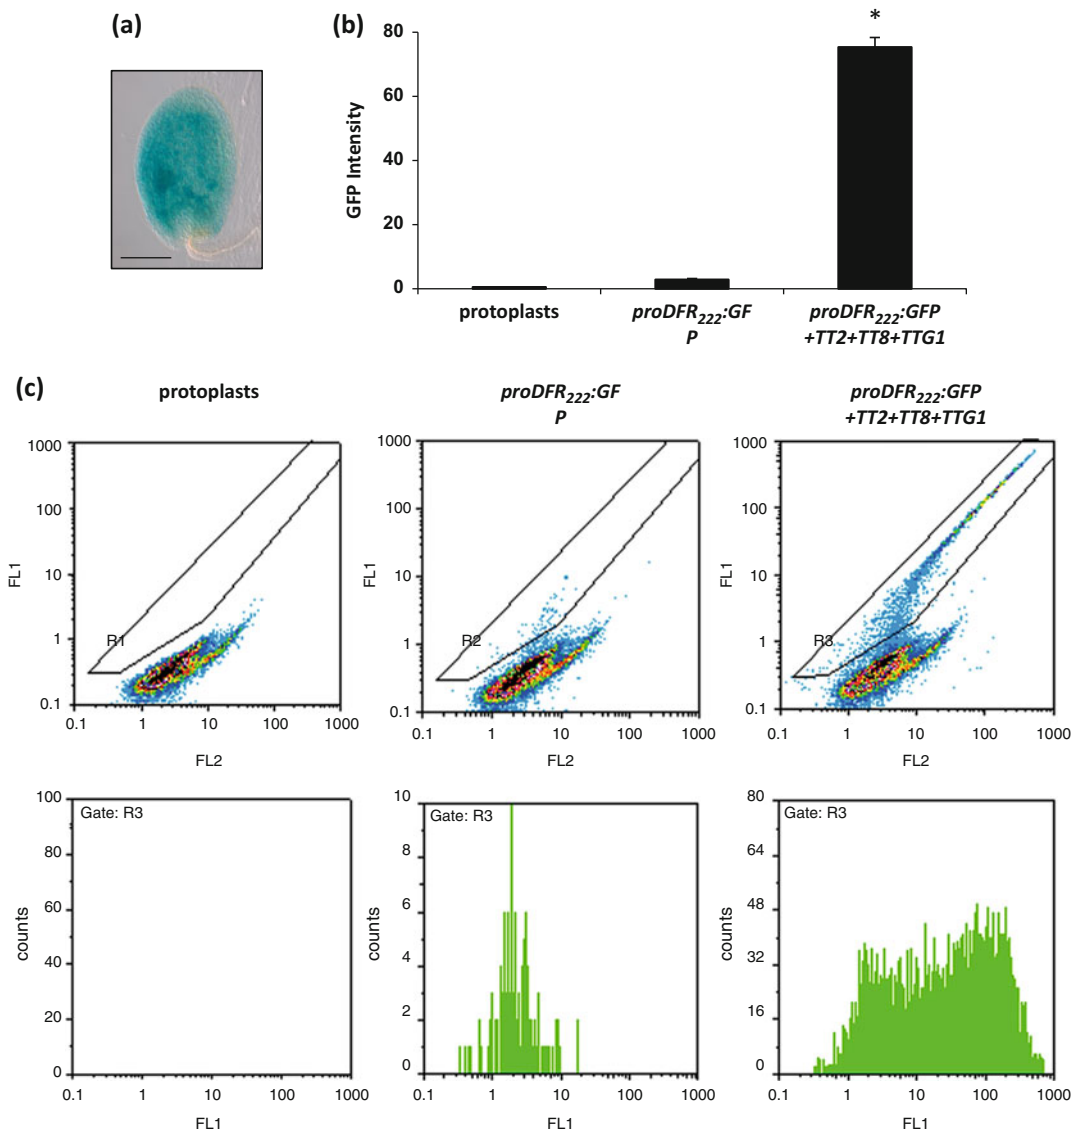 (a)
(b)
80
60
40
20
0
GFP Intensity
*
protoplasts
proDFR222:GF
P
proDFR222:GFP
+TT2+TT8+TTG1
(c)
protoplasts
proDFR222:GF
P
proDFR222:GFP
+TT2+TT8+TTG1
1000
100
10
1
0.1
FL1
R1
0.1
1
10
100
1000
FL2
1000
100
10
1
0.1
FL1
R2
0.1
1
10
100
1000
FL2
1000
100
10
1
0.1
FL1
R3
0.1
1
10
100
1000
FL2
100
80
60
40
20
0
counts
Gate: R3
0.1
1
10
100
1000
FL1
10
8
6
4
2
0
counts
Gate: R3
0.1
1
10
100
1000
FL1
80
64
48
32
16
0
counts
Gate: R3
0.1
1
10
100
1000
FL1